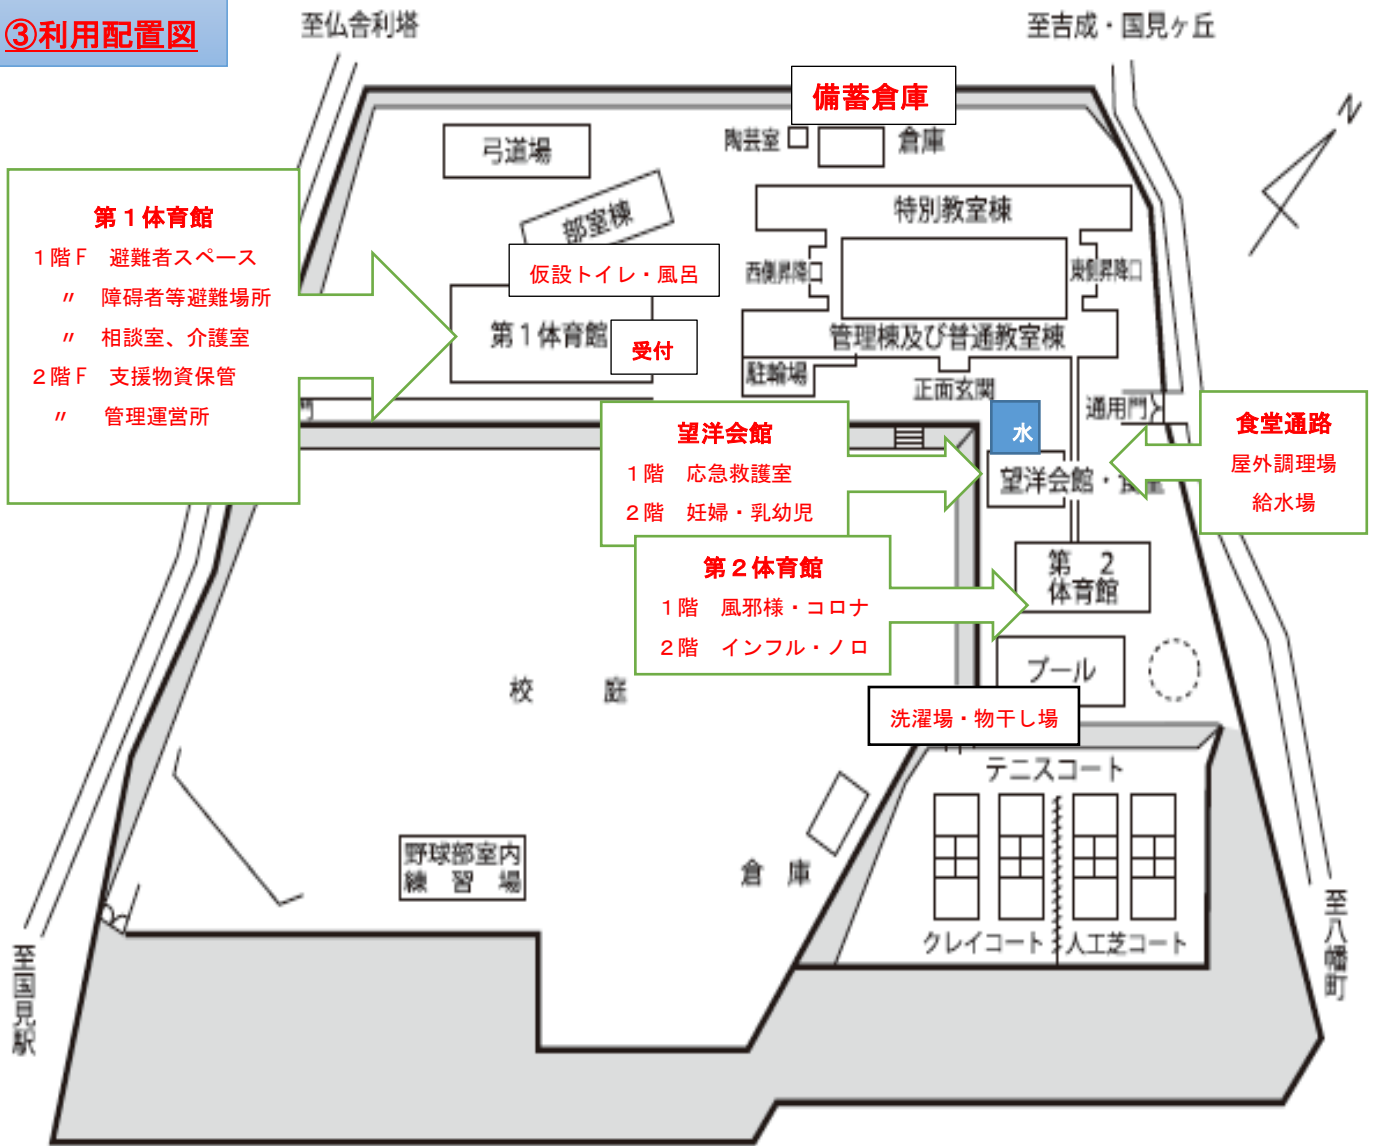 ③利用配置図
至仏舎利塔
至吉成・国見ヶ丘
備蓄倉庫
N
弓道場
陶芸室
倉庫
部室棟
特別教室棟
第１体育館
１階Ｆ　避難者スペース
〃　障碍者等避難場所
〃　相談室、介護室
２階Ｆ　支援物資保管
〃　管理運営所
仮設トイレ・風呂
西側昇降口
東側昇降口
第１体育館
受付
管理棟及び普通教室棟
駐輪場
正面玄関
通用門
門
望洋会館
１階　応急救護室
２階　妊婦・乳幼児
水
望洋会館・食堂
食堂通路
屋外調理場
給水場
第２体育館
１階　風邪様・コロナ
２階　インフル・ノロ
第　２
体育館
プール
校　庭
洗濯場・物干し場
テニスコート
野球部室内
練　習　場
倉　庫
クレイコート
人工芝コート
至八幡町
至国見駅